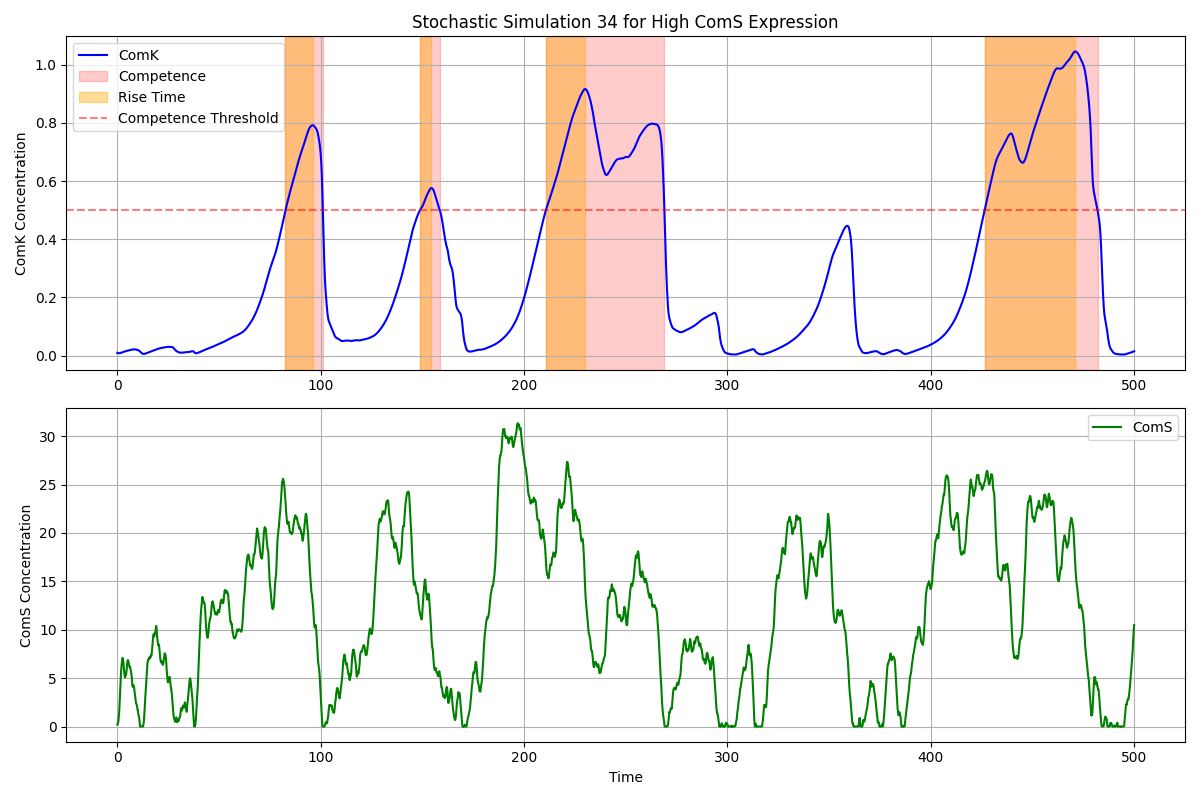 Stochastic Simulation 34 for High ComS Expression
ComK Concentration
1.0
0.8
0.6
0.4
0.2
0.0
ComK
Competence
Rise Time
Competence Threshold
0 100 200 300 400 500
ComS Concentration
30
25
20
15
10
5
0
ComS
0 100 200 300 400 500
Time